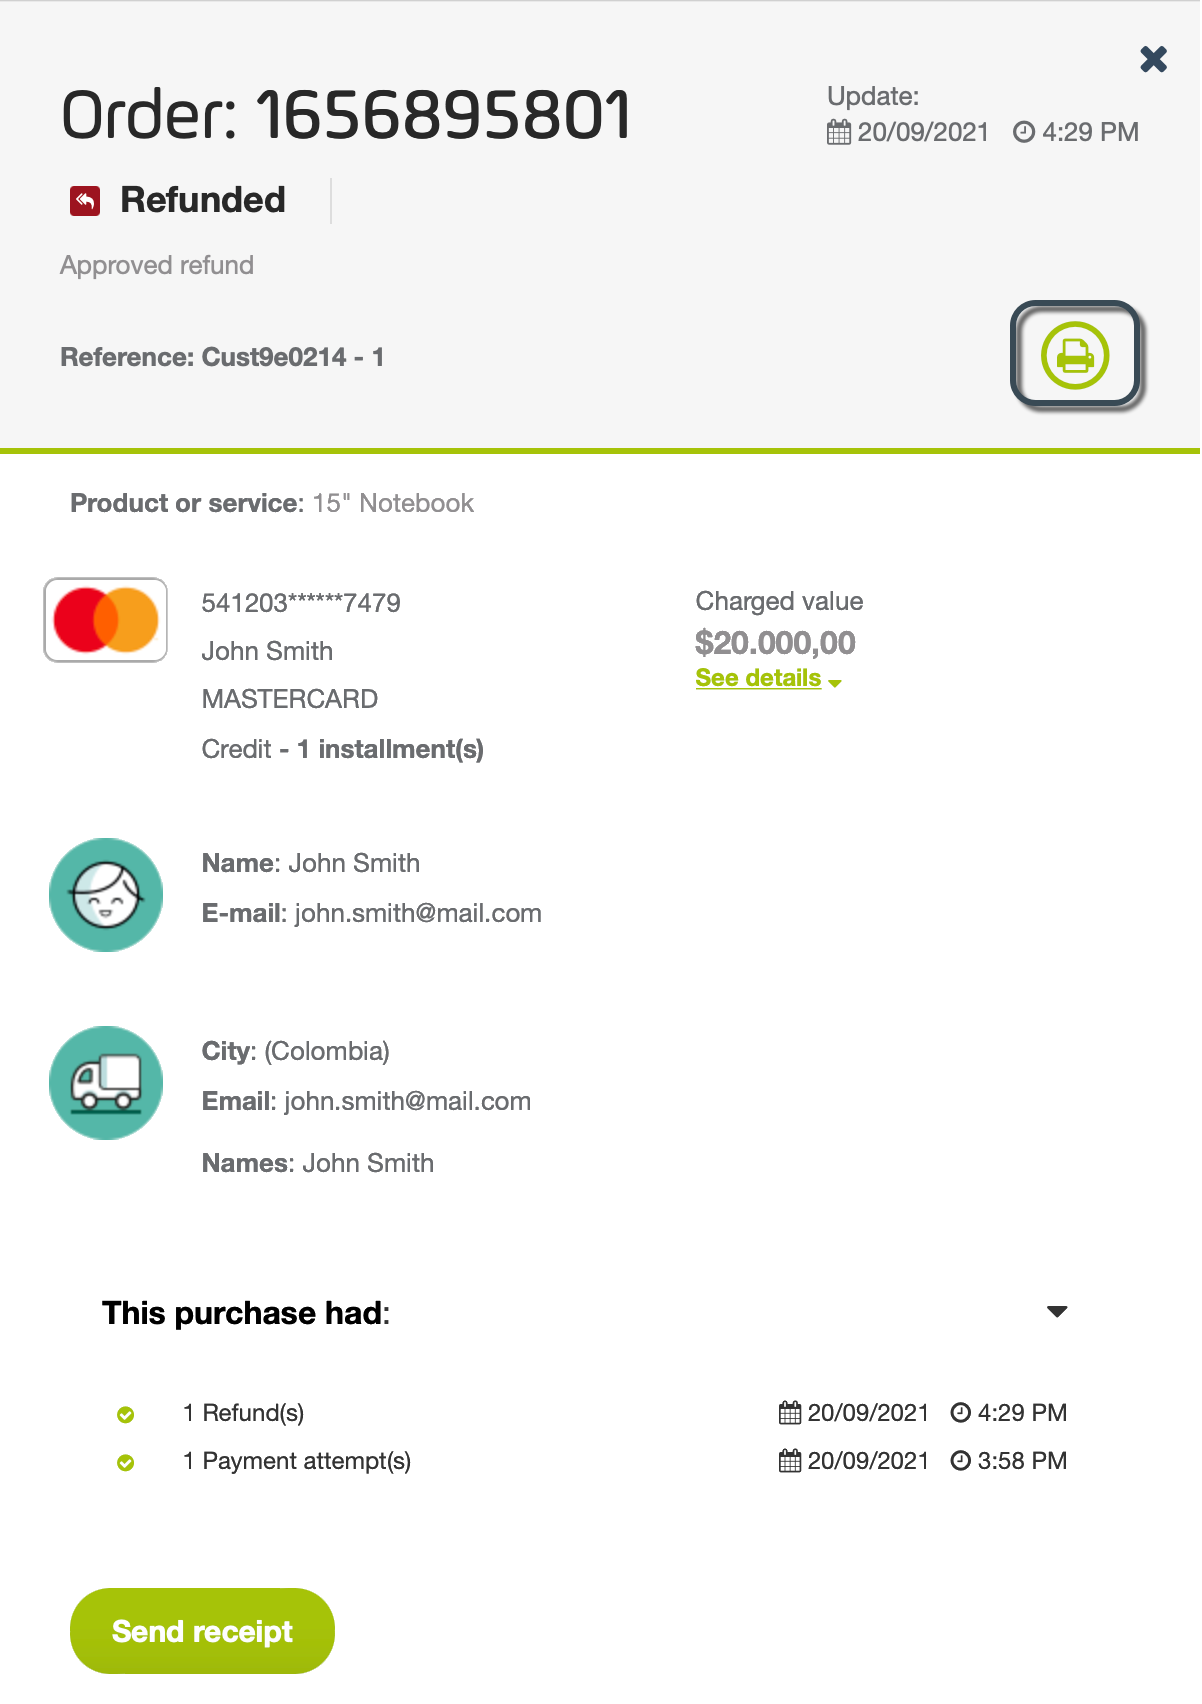 Order: 1656895801
Update:
20/09/2021 4:29 PM
Refunded
Approved refund
Reference: Cust9e0214 - 1
Product or service: 15" Notebook
541203******7479
John Smith
MASTERCARD
Credit - 1 installment(s)
Charged value
$20.000,00
See details
Name: John Smith
E-mail: john.smith@mail.com
City: (Colombia)
Email: john.smith@mail.com
Names: John Smith
This purchase had:
1 Refund(s) 20/09/2021 4:29 PM
1 Payment attempt(s) 20/09/2021 3:58 PM
Send receipt